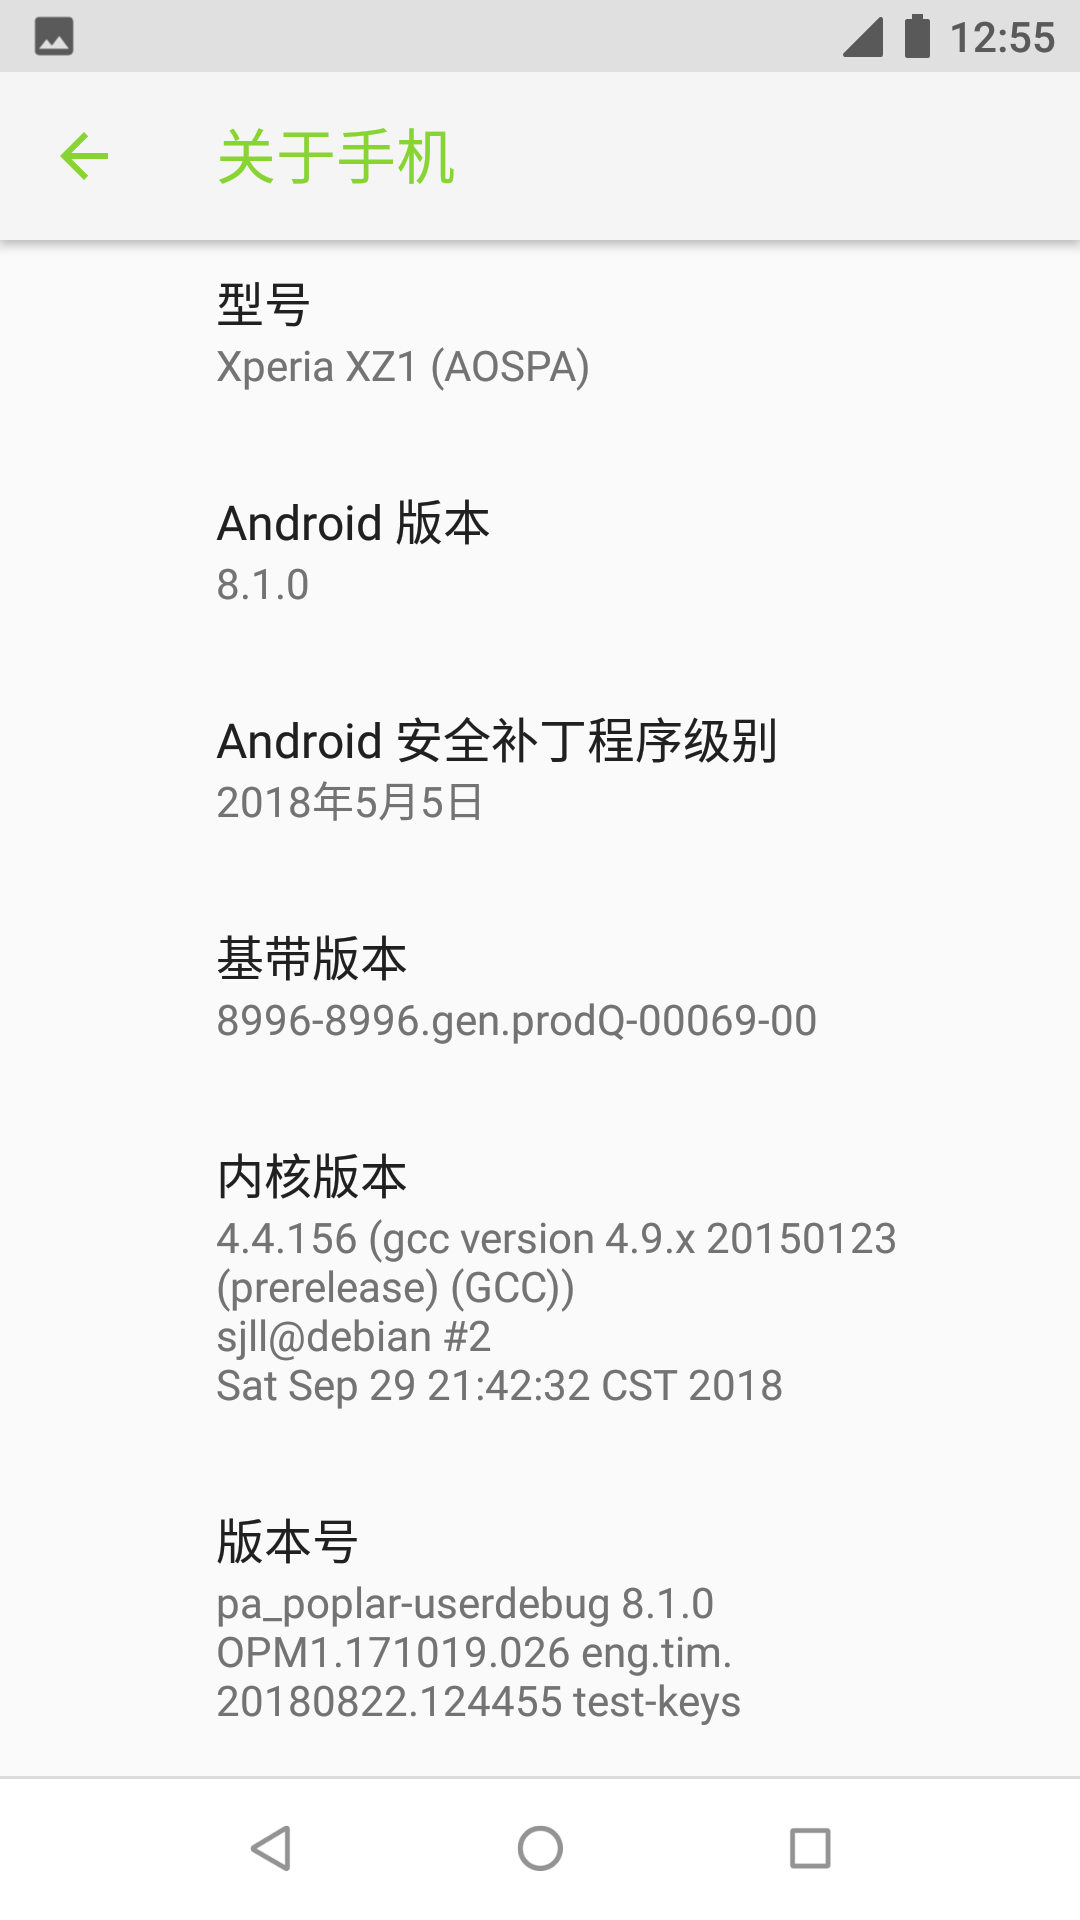 12:55
关于手机
型号
Xperia XZ1 (AOSPA)
Android 版本
8.1.0
Android 安全补丁程序级别
2018年5月5日
基带版本
8996-8996.gen.prodQ-00069-00
内核版本
4.4.156 (gcc version 4.9.x 20150123
(prerelease) (GCC))
sjll@debian #2
Sat Sep 29 21:42:32 CST 2018
版本号
pa_poplar-userdebug 8.1.0
OPM1.171019.026 eng.tim.
20180822.124455 test-keys